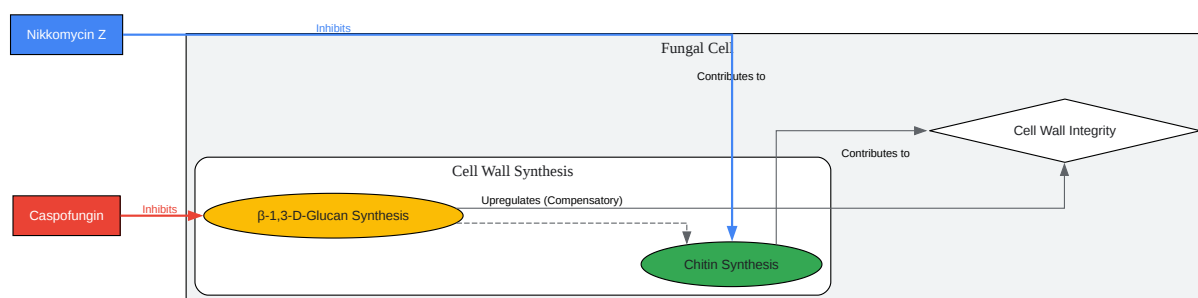 Nikkomycin Z
Inhibits
Fungal Cell
Contributes to
Cell Wall Integrity
Contributes to
Cell Wall Synthesis
Caspofungin
Inhibits
β-1,3-D-Glucan Synthesis
Upregulates (Compensatory)
Chitin Synthesis